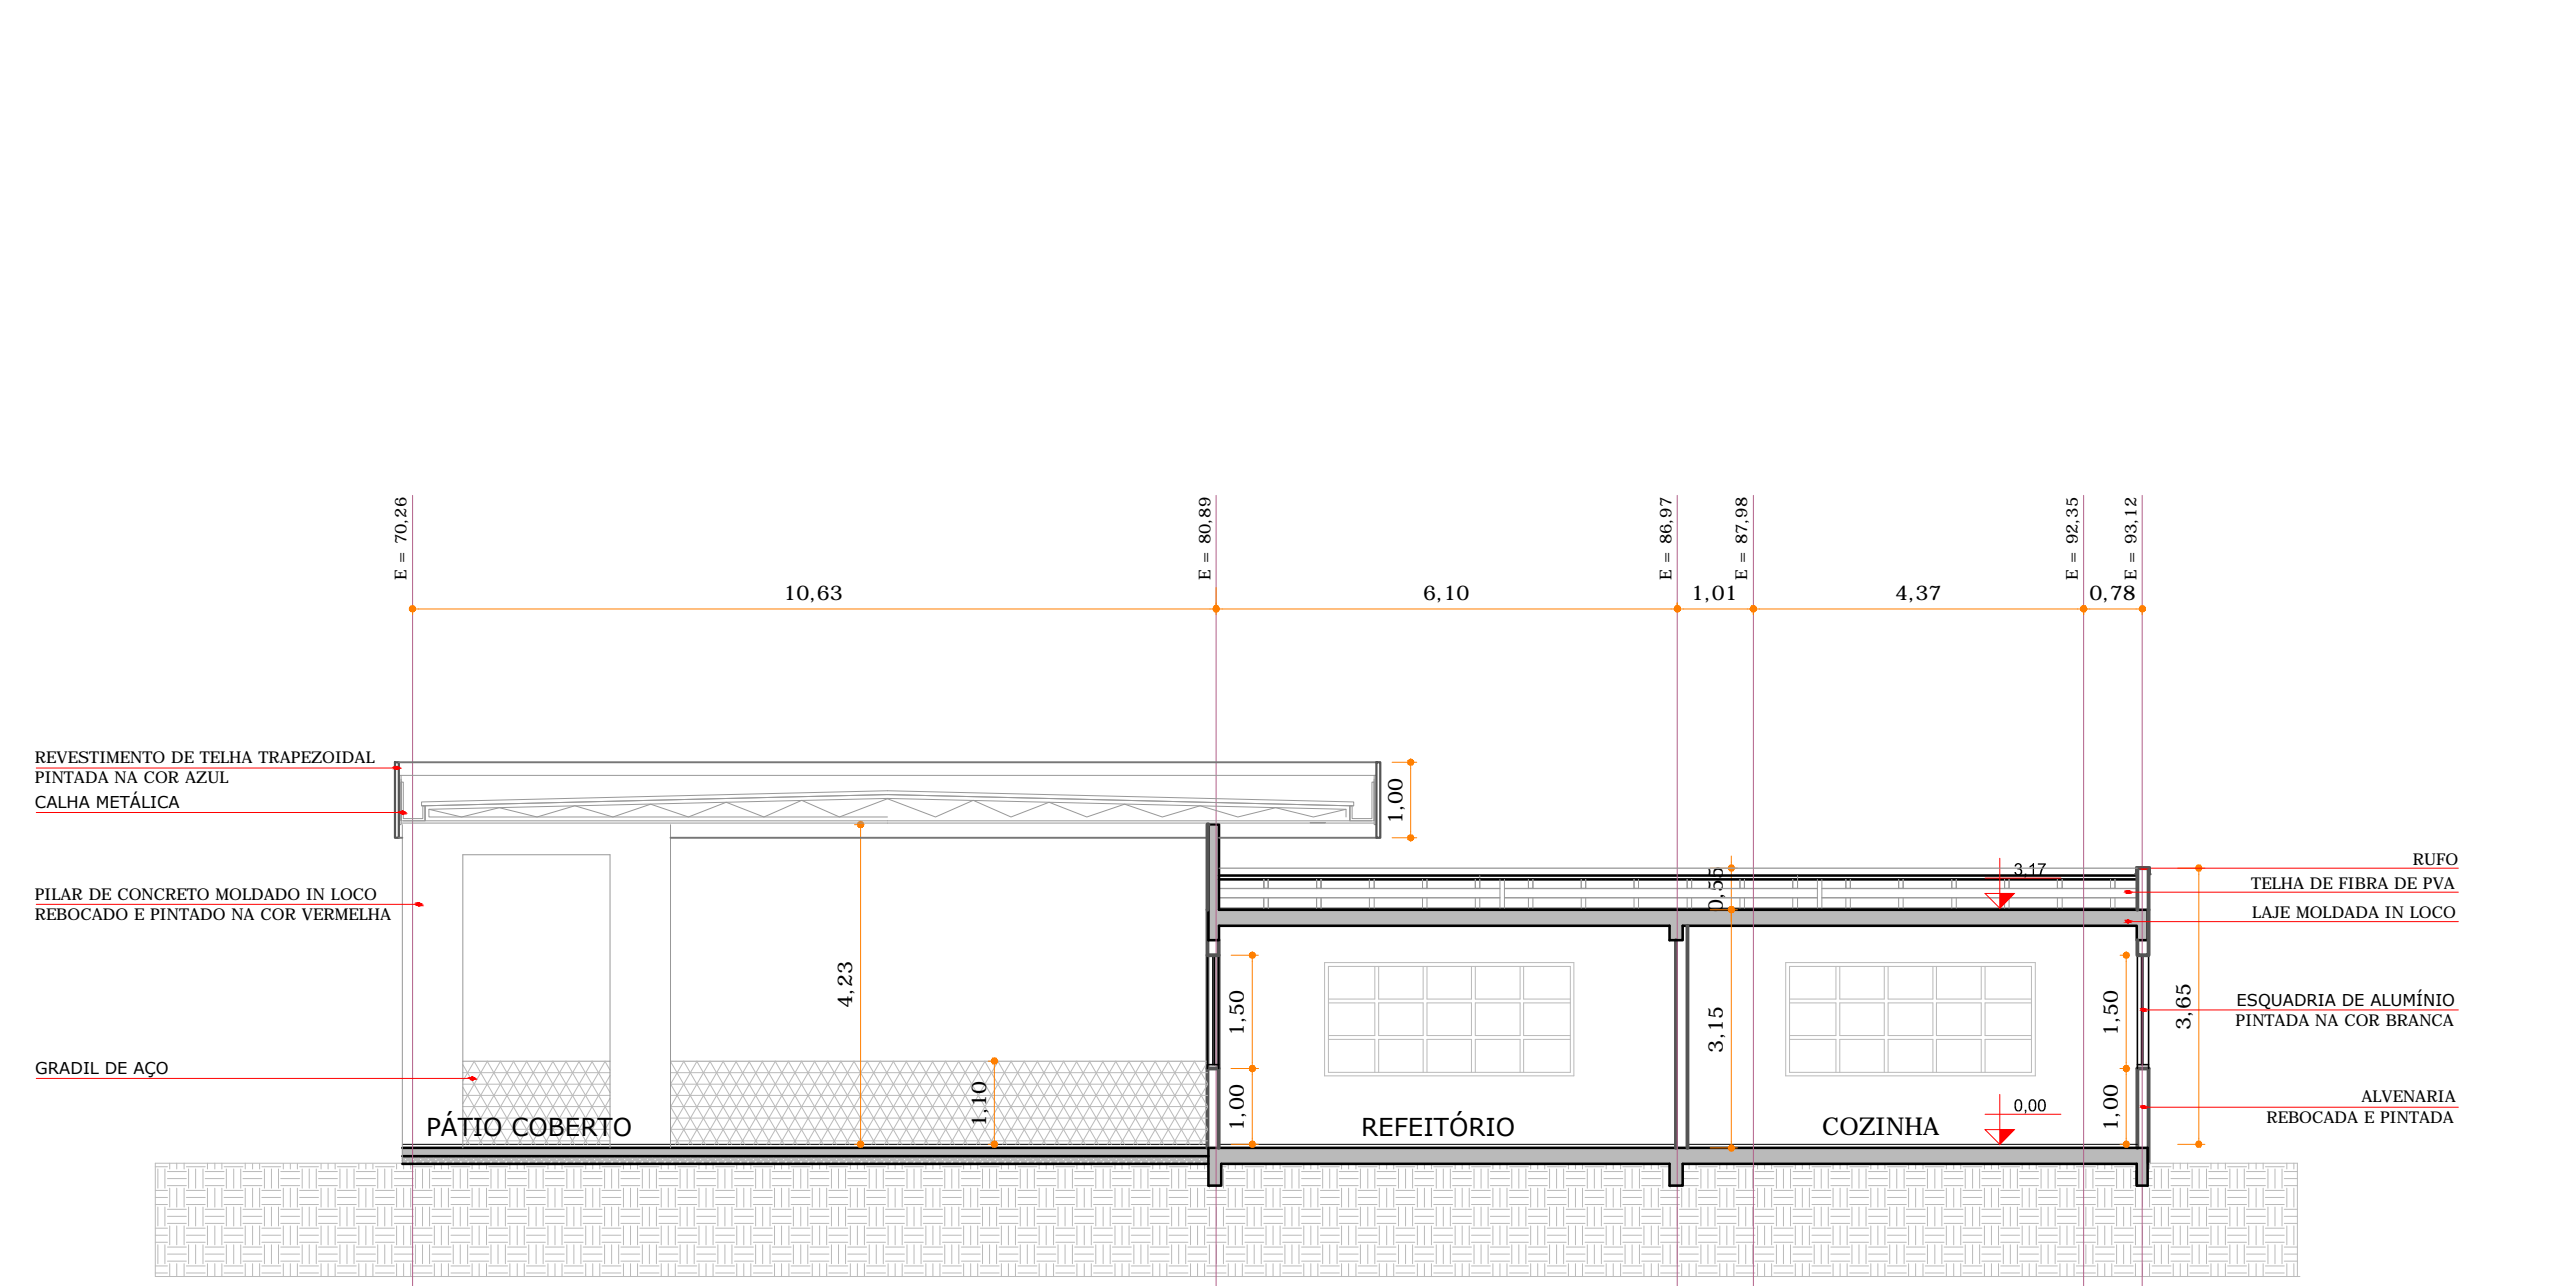 E = 70,26
E = 80,89
E = 86,97
E = 87,98
E = 92,35
E = 93,12
10,63
6,10
1,01
4,37
0,78
REVESTIMENTO DE TELHA TRAPEZOIDAL
PINTADA NA COR AZUL
CALHA METÁLICA
PILAR DE CONCRETO MOLDADO IN LOCO
REBOCADO E PINTADO NA COR VERMELHA
GRADIL DE AÇO
1,00
4,23
1,10
PÁTIO COBERTO
1,50
1,00
REFEITÓRIO
0,55
3,15
3,17
COZINHA
0,00
1,50
1,00
3,65
RUFO
TELHA DE FIBRA DE PVA
LAJE MOLDADA IN LOCO
ESQUADRIA DE ALUMÍNIO
PINTADA NA COR BRANCA
ALVENARIA
REBOCADA E PINTADA